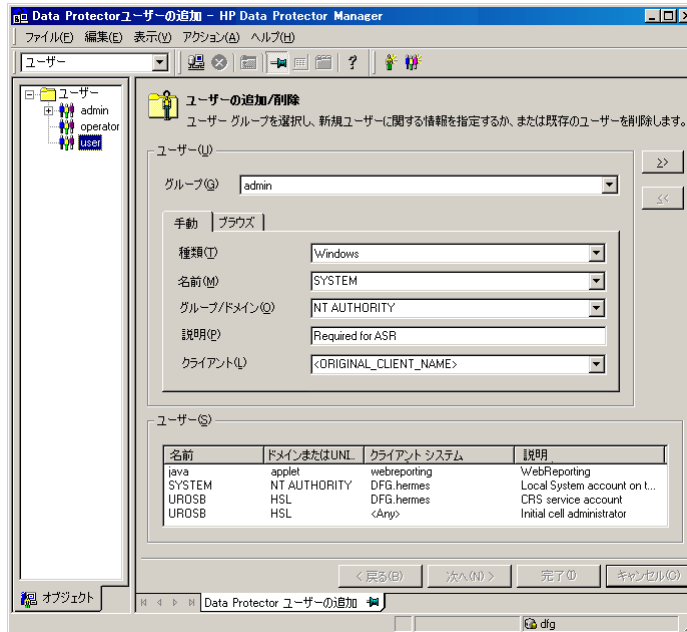 Data Protectorユーザーの追加 - HP Data Protector Manager
ファイル(F) 編集(E) 表示(V) アクション(A) ヘルプ(H)
ユーザー
ユーザー
admin
operator
user
ユーザーの追加/削除
ユーザー グループを選択し、新規ユーザーに関する情報を指定するか、または既存のユーザーを削除します。
ユーザー(U)
>>
グループ(G) admin
<<
手動 ブラウズ
種類(T) Windows
名前(M) SYSTEM
グループ/ドメイン(O) NT AUTHORITY
説明(P) Required for ASR
クライアント(L) <ORIGINAL_CLIENT_NAME>
ユーザー(S)
名前 ドメインまたはUNI... クライアント システム 説明
java applet webreporting WebReporting
SYSTEM NT AUTHORITY DFG.hermes Local System account on t...
UROSB HSL DFG.hermes CRS service account
UROSB HSL <Any> Initial cell administrator
< 戻る(B) 次へ(N) > 完了(I) キャンセル(C)
オブジェクト
Data Protector ユーザーの追加
dfg